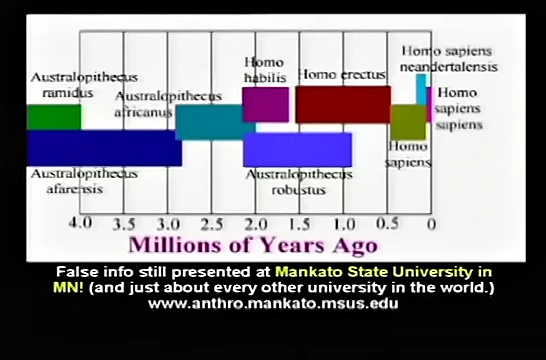 Homo sapiens
neandertalensis
Homo
habilis
Homo erectus
Australopithecus
ramidus
Australopithecus
africanus
Homo
sapiens
sapiens
Homo
sapiens
Australopithecus
afarensis
Australopithecus
robustus
4.0 3.5 3.0 2.5 2.0 1.5 1.0 0.5 0
Millions of Years Ago
False info still presented at Mankato State University in
MN! (and just about every other university in the world.)
www.anthro.mankato.msus.edu